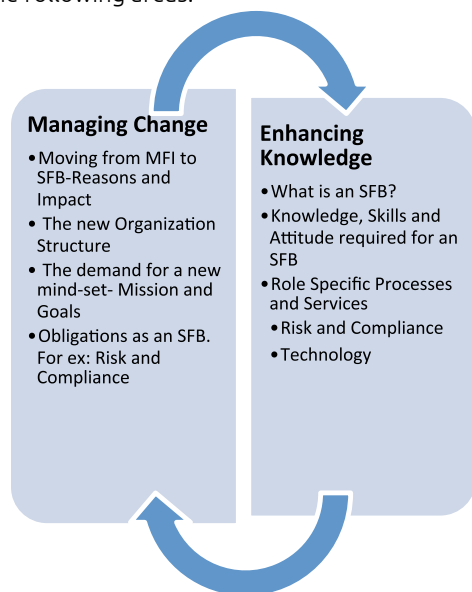 Following areas.
Managing Change
•Moving from MFI to
SFB-Reasons and
Impact
• The new Organization
Structure
• The demand for a new
mind-set- Mission and
Goals
•Obligations as an SFB.
For ex: Risk and
Compliance
Enhancing
Knowledge
•What is an SFB?
•Knowledge, Skills and
Attitude required for an
SFB
•Role Specific Processes
and Services
•Risk and Compliance
•Technology